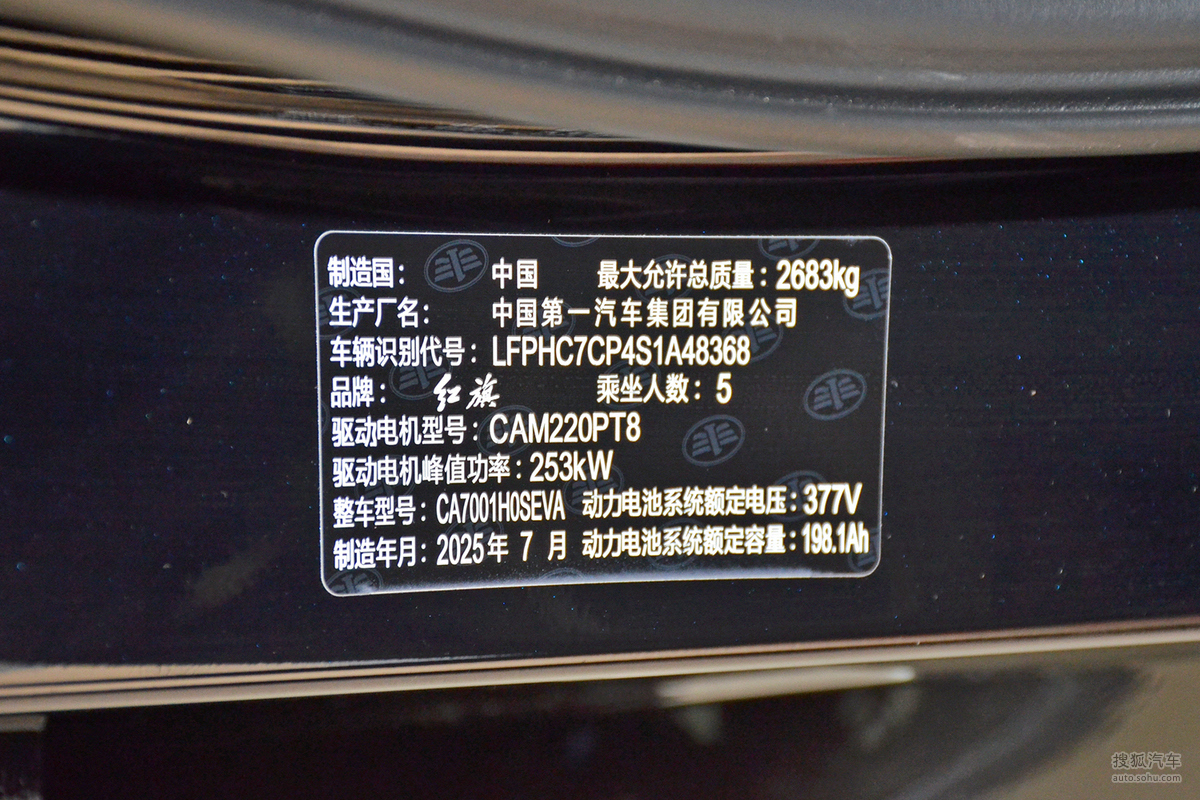 制造国： 中国 最大允许总质量：2683kg
生产厂名： 中国第一汽车集团有限公司
车辆识别代号：LFPHC7CP4S1A48368
品牌： 红旗 乘坐人数：5
驱动电机型号：CAM220PT8
驱动电机峰值功率：253kW
整车型号：CA7001H0SEVA 动力电池系统额定电压：377V
制造年月：2025年 7 月 动力电池系统额定容量：198.1Ah
搜狐汽车
auto.sohu.com